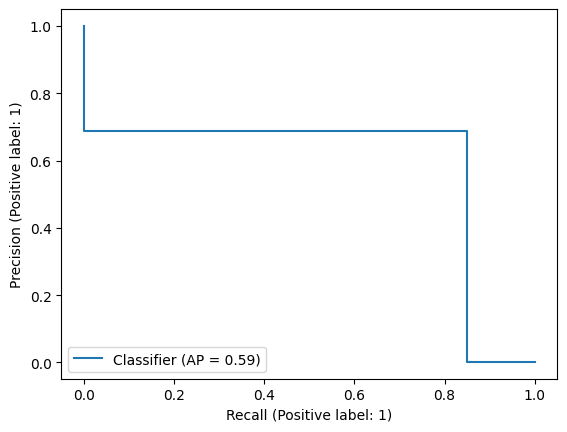 1.0
0.8
0.6
0.4
0.2
0.0
Precision (Positive label: 1)
Classifier (AP = 0.59)
0.0 0.2 0.4 0.6 0.8 1.0
Recall (Positive label: 1)